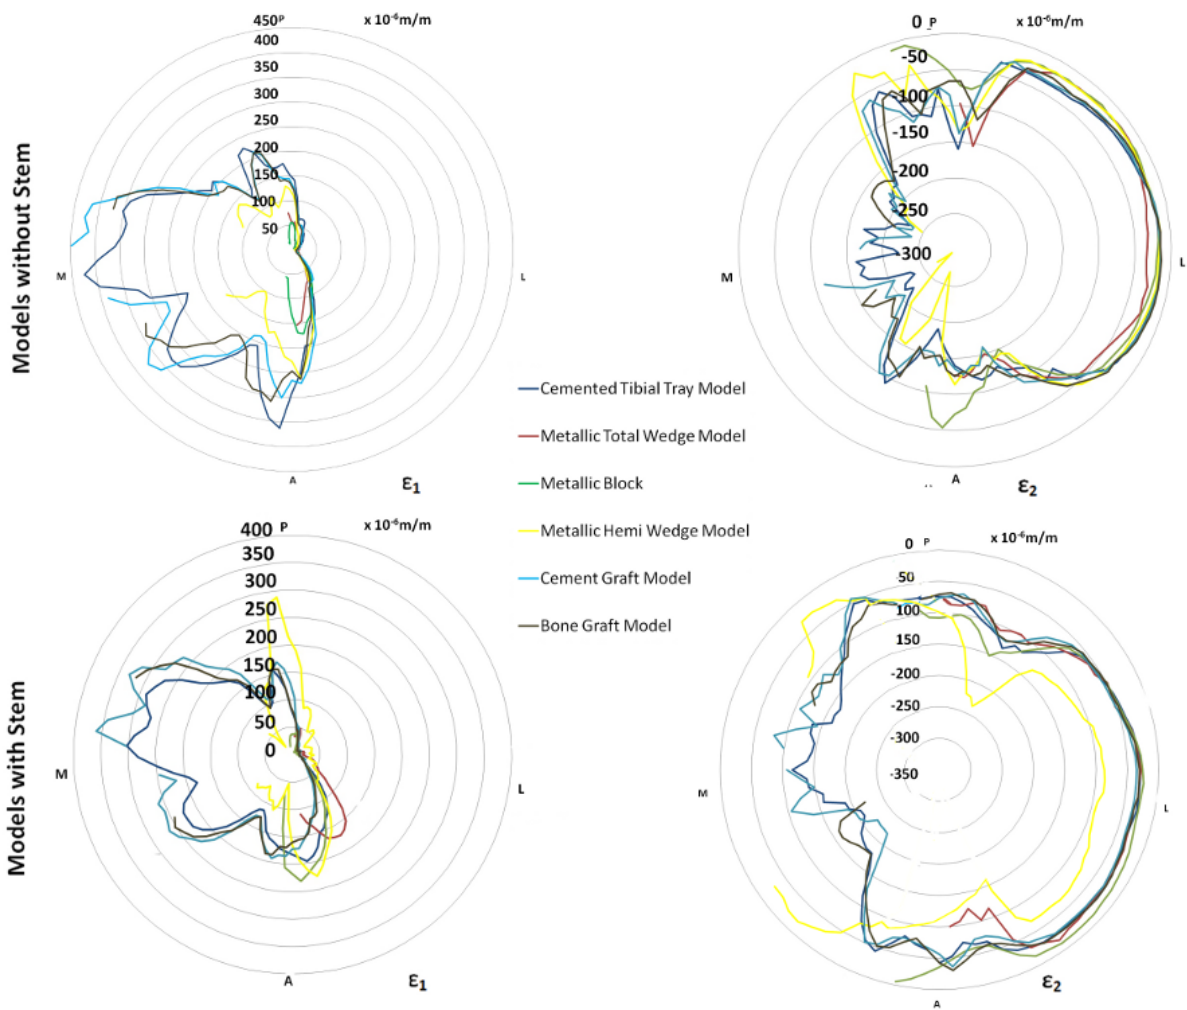 Models without Stem
450 P x 10⁻⁶m/m
400
350
300
250
200
150
100
50
M
L
A
ε₁
0 P x 10⁻⁶m/m
-50
-100
-150
-200
250
300
M
L
A
ε₂
Cemented Tibial Tray Model
Metallic Total Wedge Model
Metallic Block
Metallic Hemi Wedge Model
Cement Graft Model
Bone Graft Model
Models with Stem
400 P x 10⁻⁶m/m
350
300
250
200
150
100
50
0
M
L
A
ε₁
0 P x 10⁻⁶m/m
50
100
150
-200
-250
-300
-350
M
L
A
ε₂